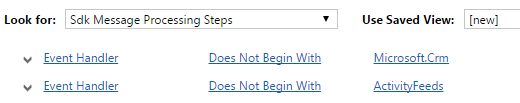 Look for: Sdk Message Processing Steps Use Saved View: [new]
Event Handler Does Not Begin With Microsoft.Crm
Event Handler Does Not Begin With ActivityFeeds